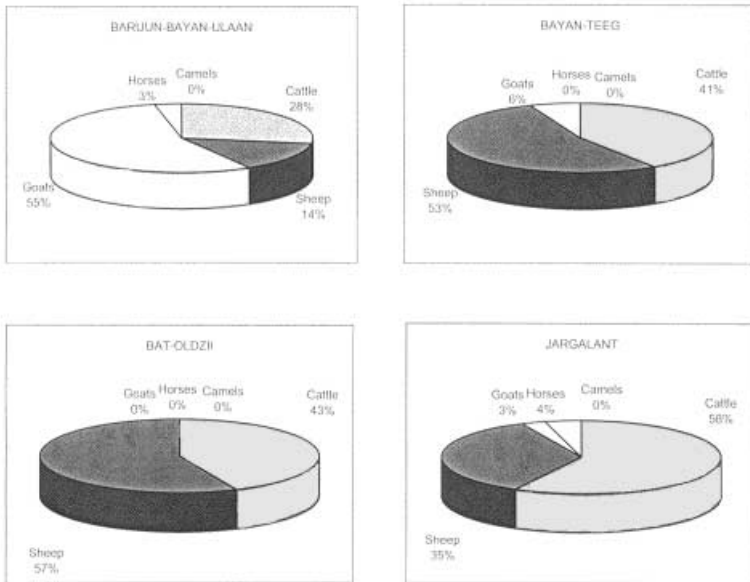 BARUUN-BAYAN-ULAAN
Horses
3%
Camels
0%
Cattle
28%
Goats
55%
Sheep
14%
BAYAN-TEEG
Goats
6%
Horses
0%
Camels
0%
Cattle
41%
Sheep
53%
BAT-OLDZII
Goats
0%
Horses
0%
Camels
0%
Cattle
43%
Sheep
57%
JARGALANT
Goats
3%
Horses
4%
Camels
0%
Cattle
58%
Sheep
35%